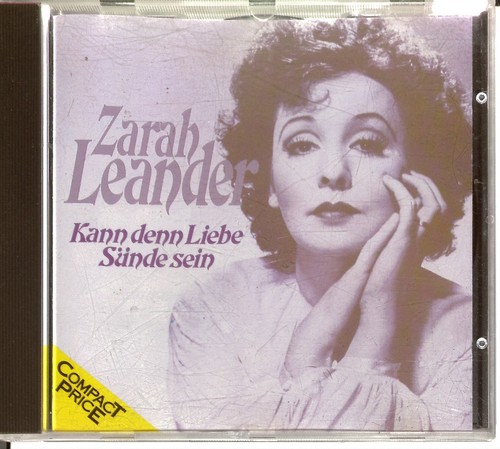 Zarah
Leander
Kann denn Liebe
Sünde sein
COMPACT
PRICE